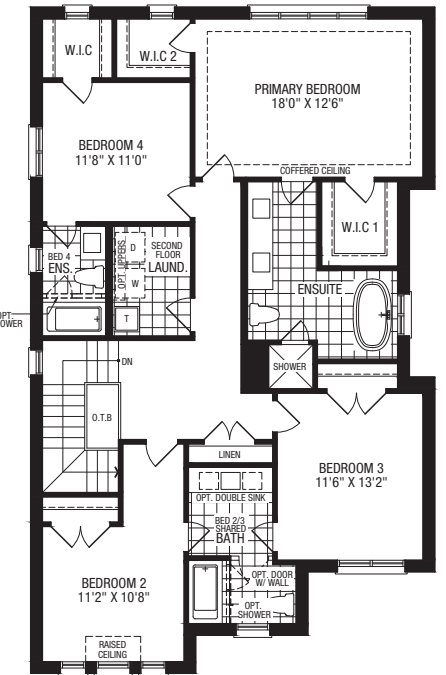 W.I.C
W.I.C 2
PRIMARY BEDROOM
18'0" X 12'6"
BEDROOM 4
11'8" X 11'0"
COFFERED CEILING
W.I.C 1
BED 4
ENS.
OPT. UPPERS
D
W
T
SECOND
FLOOR
LAUND.
ENSUITE
OPT.
SHOWER
DN
SHOWER
O.T.B
LINEN
BEDROOM 3
11'6" X 13'2"
OPT. DOUBLE SINK
BED 2/3
SHARED
BATH
OPT. DOOR
W/ WALL
OPT.
SHOWER
BEDROOM 2
11'2" X 10'8"
RAISED
CEILING